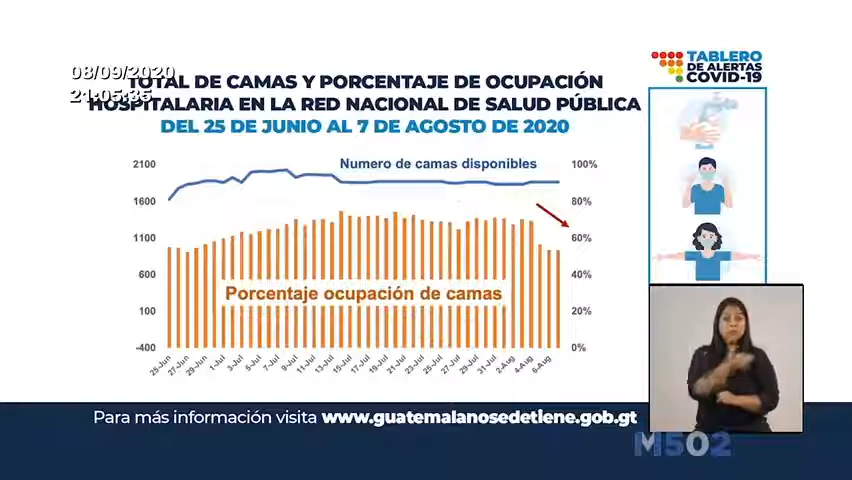 08/09/2020
21:05:35
TOTAL DE CAMAS Y PORCENTAJE DE OCUPACIÓN
HOSPITALARIA EN LA RED NACIONAL DE SALUD PÚBLICA
DEL 25 DE JUNIO AL 7 DE AGOSTO DE 2020
TABLERO
DE ALERTAS
COVID-19
Numero de camas disponibles
2100
1600
1100
600
100
-400
100%
80%
60%
40%
20%
0%
Porcentaje ocupación de camas
25-Jun
27-Jun
29-Jun
1-Jul
3-Jul
5-Jul
7-Jul
9-Jul
11-Jul
13-Jul
15-Jul
17-Jul
19-Jul
21-Jul
23-Jul
25-Jul
27-Jul
29-Jul
31-Jul
2-Aug
4-Aug
6-Aug
Para más información visita www.guatemalanosedetiene.gob.gt
M502